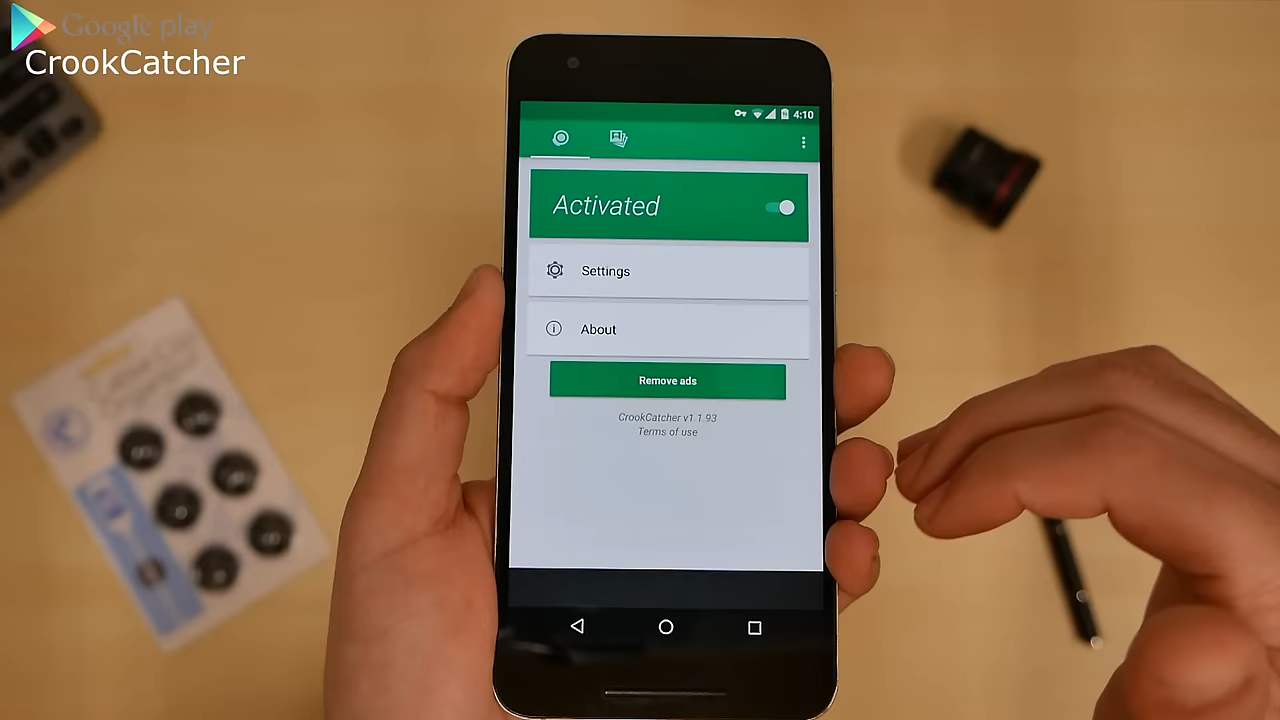 Google play
CrookCatcher
4:10
Activated
Settings
About
Remove ads
CrookCatcher v1.1.93
Terms of use